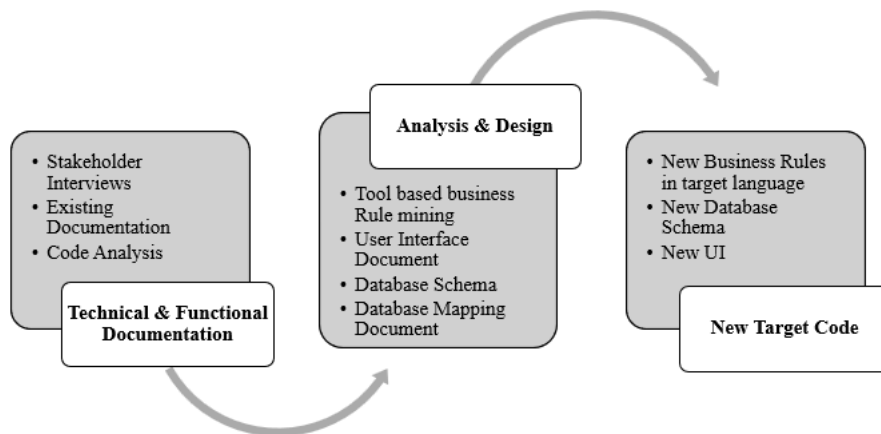 • Stakeholder
Interviews
• Existing
Documentation
• Code Analysis
Technical & Functional
Documentation
Analysis & Design
• Tool based business
Rule mining
• User Interface
Document
• Database Schema
• Database Mapping
Document
• New Business Rules
in target language
• New Database
Schema
• New UI
New Target Code